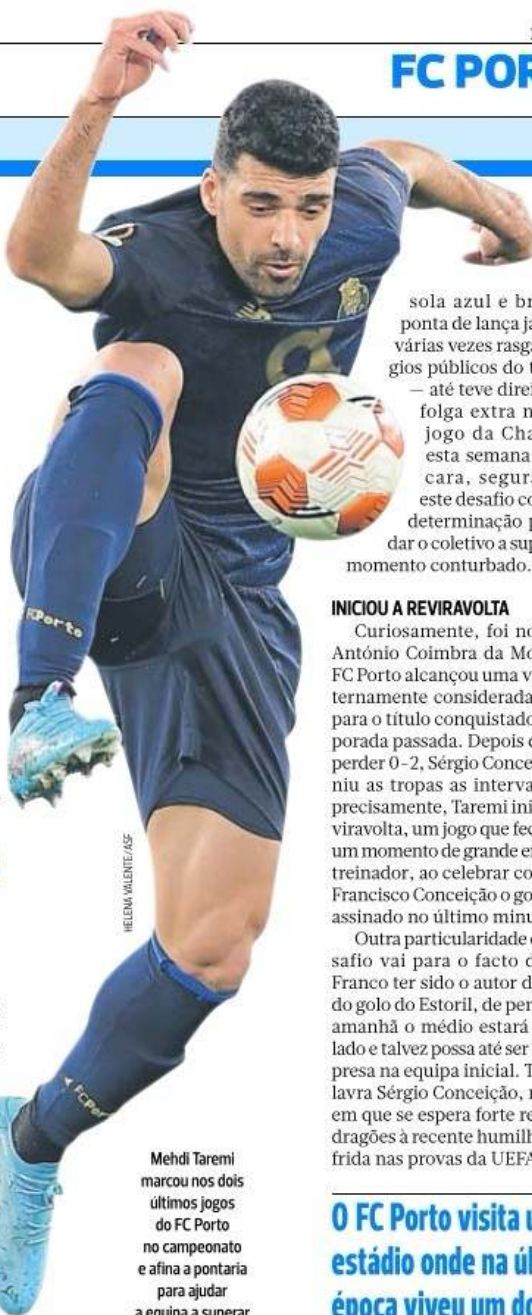 FC POR
sola azul e br
ponta de lança ja
várias vezes rasga
gios públicos do t
— até teve direi
folga extra n
jogo da Cha
esta semana
cara, segura
este desafio co
determinação p
dar o coletivo a sup
momento conturbado.
INICIOU A REVIRAVOLTA
Curiosamente, foi no
António Coimbra da Mo
FC Porto alcançou uma v
ternamente considerada
para o título conquistado
porada passada. Depois d
perder 0-2, Sérgio Conce
niu as tropas as interva
precisamente, Taremi ini
viravolta, um jogo que fec
um momento de grande e
treinador, ao celebrar co
Francisco Conceição o go
assinado no último minu
Outra particularidade d
safio vai para o facto d
Franco ter sido o autor d
do golo do Estoril, de per
amanhã o médio estará
lado e talvez possa até ser
presa na equipa inicial. T
lavra Sérgio Conceição, n
em que se espera forte re
dragões à recente humilh
frida nas provas da UEFA
O FC Porto visita u
estádio onde na úl
época viveu um do
FCPorto
FCPor
HELENA VALENTE/ASF
Mehdi Taremi
marcou nos dois
últimos jogos
do FC Porto
no campeonato
e afina a pontaria
para ajudar
a equipa a superar